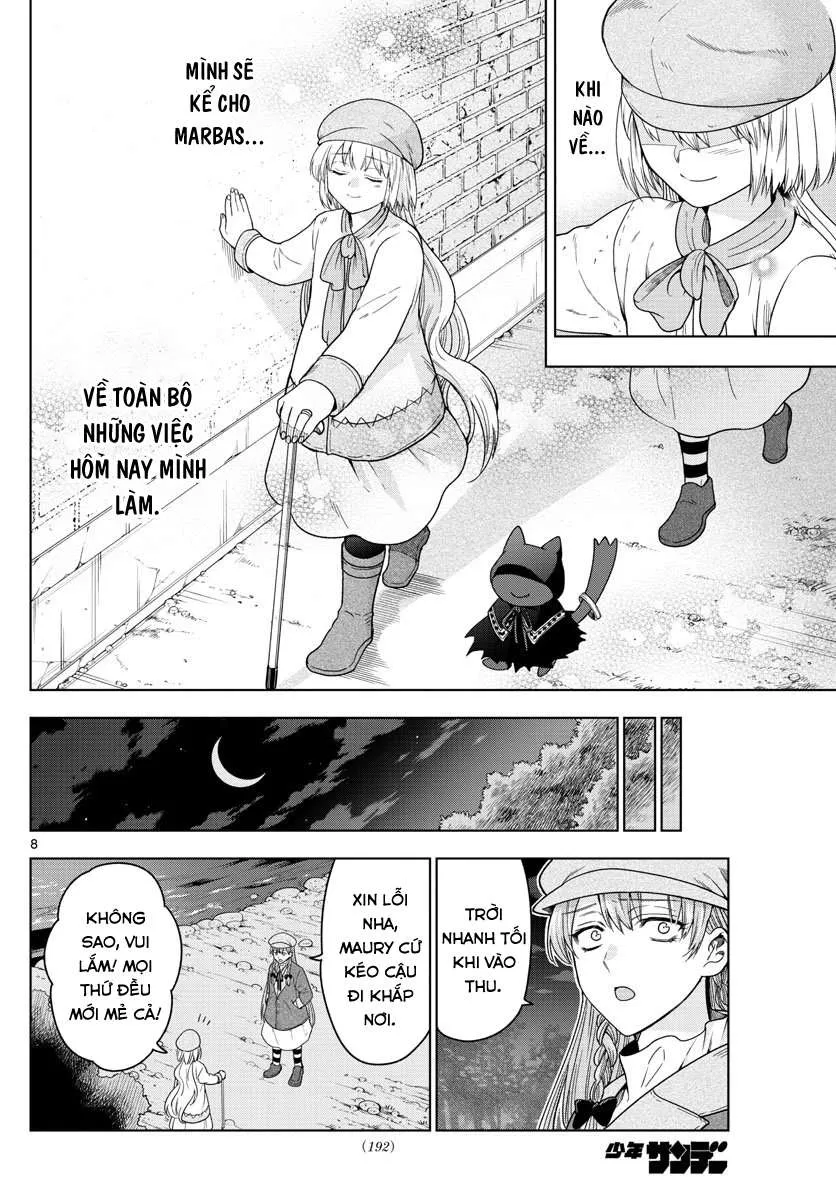 KHI
NÀO
VỀ...
MÌNH SẼ
KỂ CHO
MARBAS...
VỀ TOÀN BỘ
NHỮNG VIỆC
HÔM NAY MÌNH
LÀM.
8
TRỜI
NHANH TỐI
KHI VÀO
THU.
XIN LỖI
NHA,
MAURY CỨ
KÉO CẬU
ĐI KHẮP
NƠI.
KHÔNG
SAO, VUI
LẮM! MỌI
THỨ ĐỀU
MỚI MẺ CẢ!
(192)
少年サンデー